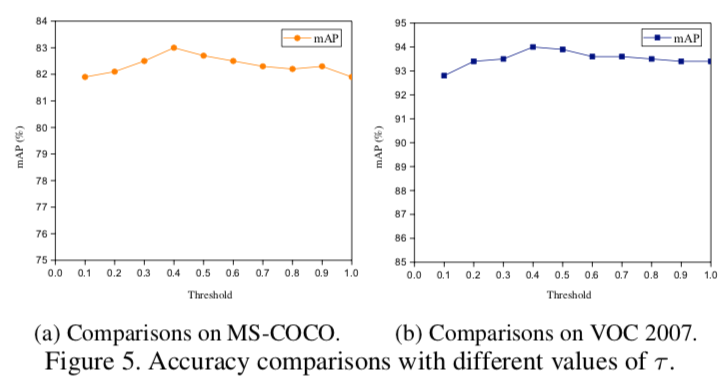 84
83
82
81
80
79
78
77
76
75
mAP (%)
mAP
0.0 0.1 0.2 0.3 0.4 0.5 0.6 0.7 0.8 0.9 1.0
Threshold
(a) Comparisons on MS-COCO.
95
94
93
92
91
90
89
88
87
86
85
mAP (%)
mAP
0.0 0.1 0.2 0.3 0.4 0.5 0.6 0.7 0.8 0.9 1.0
Threshold
(b) Comparisons on VOC 2007.
Figure 5. Accuracy comparisons with different values of τ.